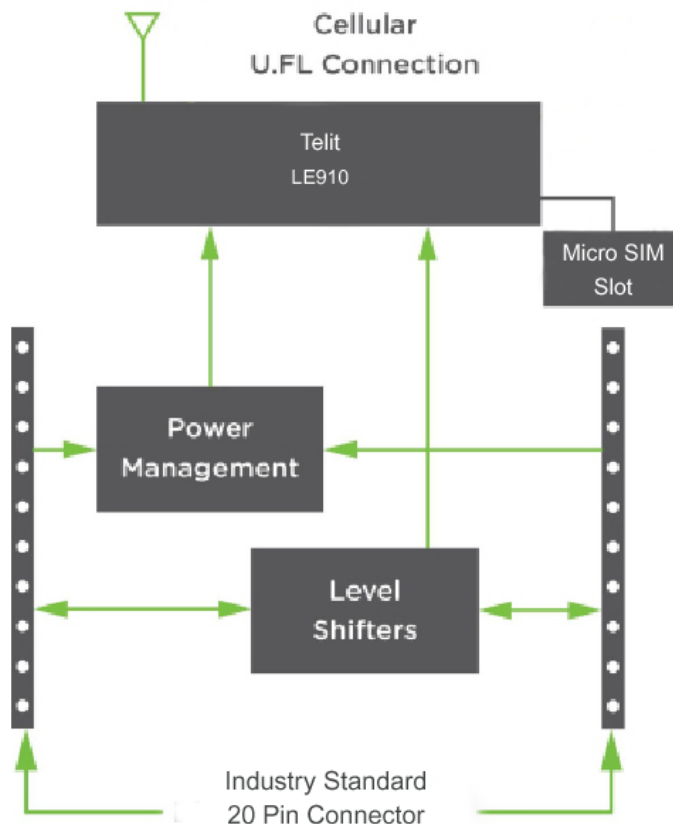 Cellular
U.FL Connection
Telit
LE910
Micro SIM
Slot
Power
Management
Level
Shifters
Industry Standard
20 Pin Connector